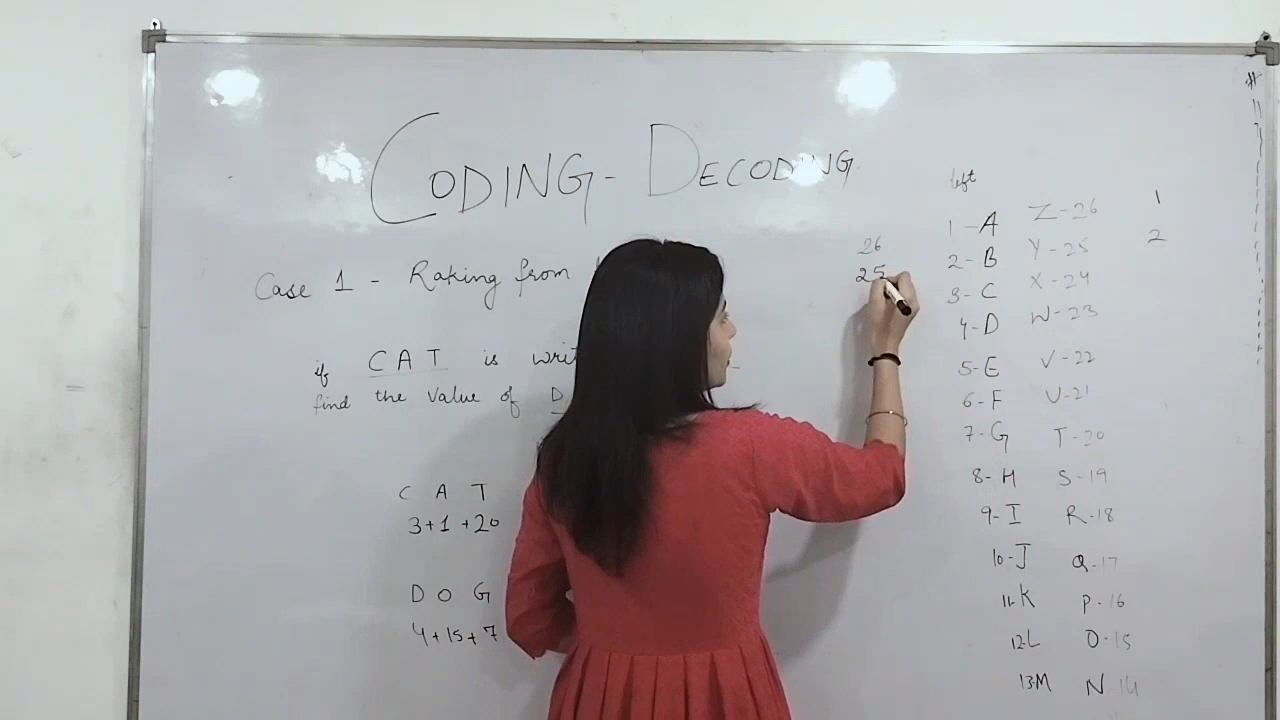 CODING-DECODING
Case 1 - Raking from
if CAT is writ
find the value of D
C A T
3+1+20
D O G
4+15+7
26
25
left
1-A Z-26 1
2-B Y-25 2
3-C X-24
4-D W-23
5-E V-22
6-F U-21
7-G T-20
8-H S-19
9-I R-18
10-J Q-17
11-K P-16
12-L O-15
13-M N-14